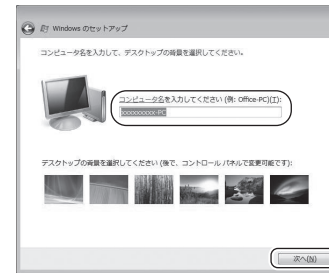 Windows のセットアップ
コンピュータ名を入力して、デスクトップの背景を選択してください。
コンピュータ名を入力してください (例: Office-PC)(T):
xxxxxxxxxx-PC
デスクトップの背景を選択してください (後で、コントロール パネルで変更可能です):
次へ(N)